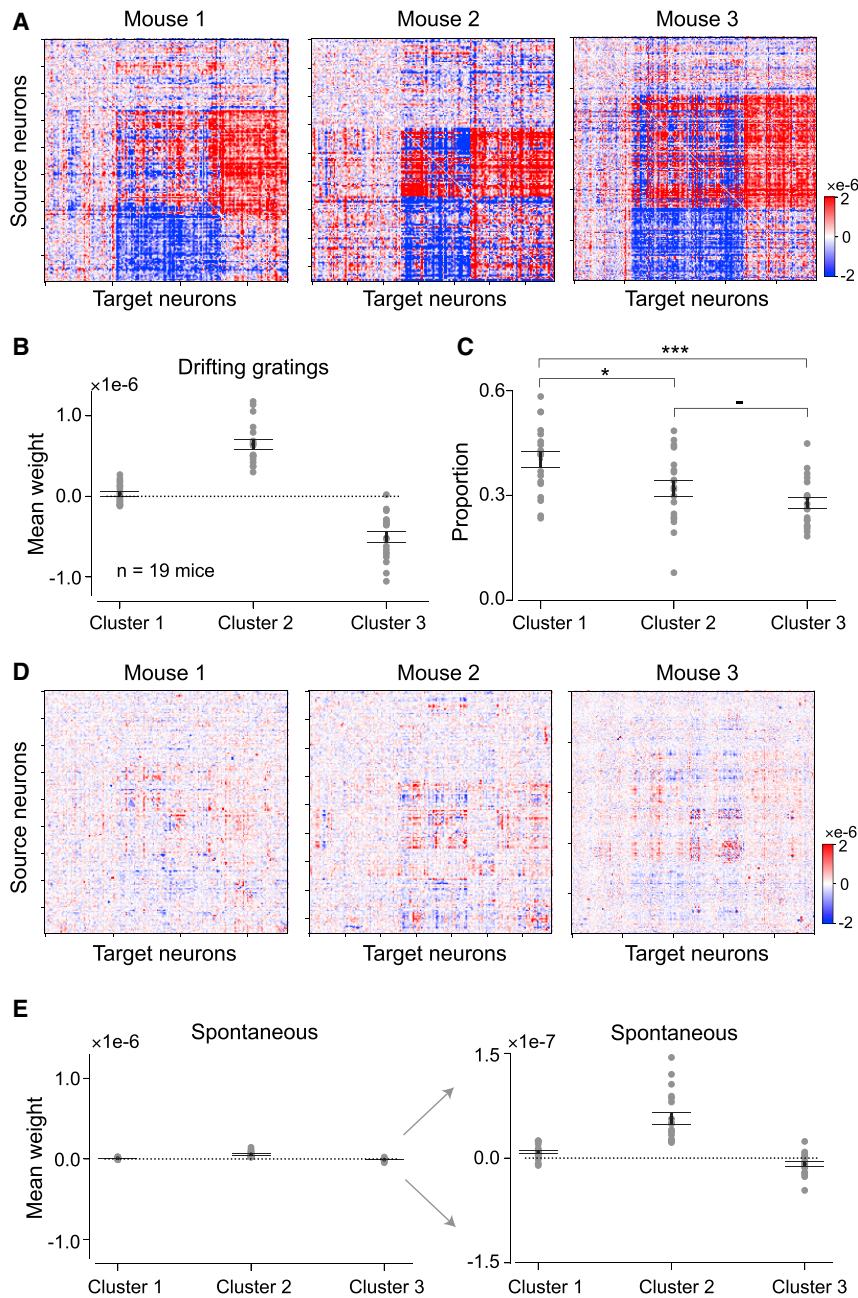 A
Mouse 1
Mouse 2
Mouse 3
Source neurons
Target neurons
Target neurons
Target neurons
×e-6
2
0
-2
B
Drifting gratings
×1e-6
1.0
0.0
-1.0
Mean weight
n = 19 mice
Cluster 1
Cluster 2
Cluster 3
C
***
*
-
0.6
0.3
0.0
Proportion
Cluster 1
Cluster 2
Cluster 3
D
Mouse 1
Mouse 2
Mouse 3
Source neurons
Target neurons
Target neurons
Target neurons
×e-6
2
0
-2
E
Spontaneous
×1e-6
1.0
0.0
-1.0
Mean weight
Cluster 1
Cluster 2
Cluster 3
Spontaneous
×1e-7
1.5
0.0
-1.5
Cluster 1
Cluster 2
Cluster 3